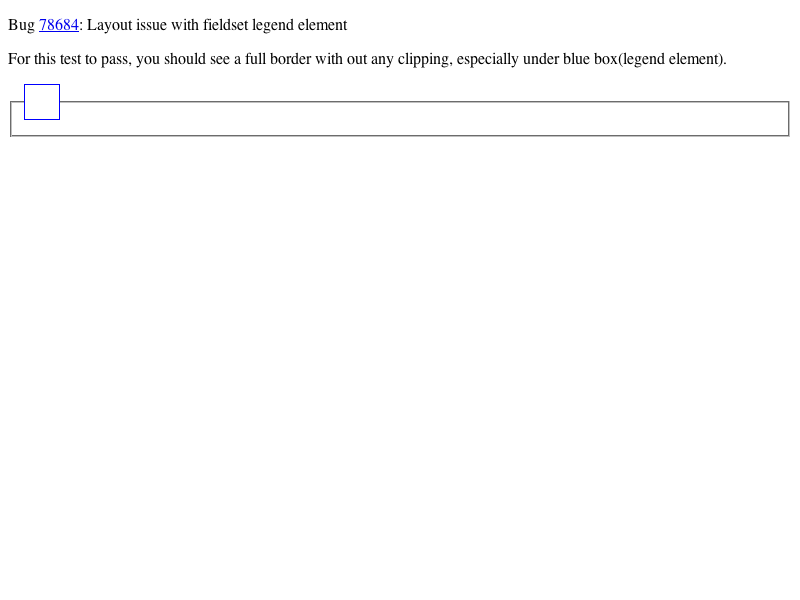 Bug 78684: Layout issue with fieldset legend element
For this test to pass, you should see a full border with out any clipping, especially under blue box(legend element).